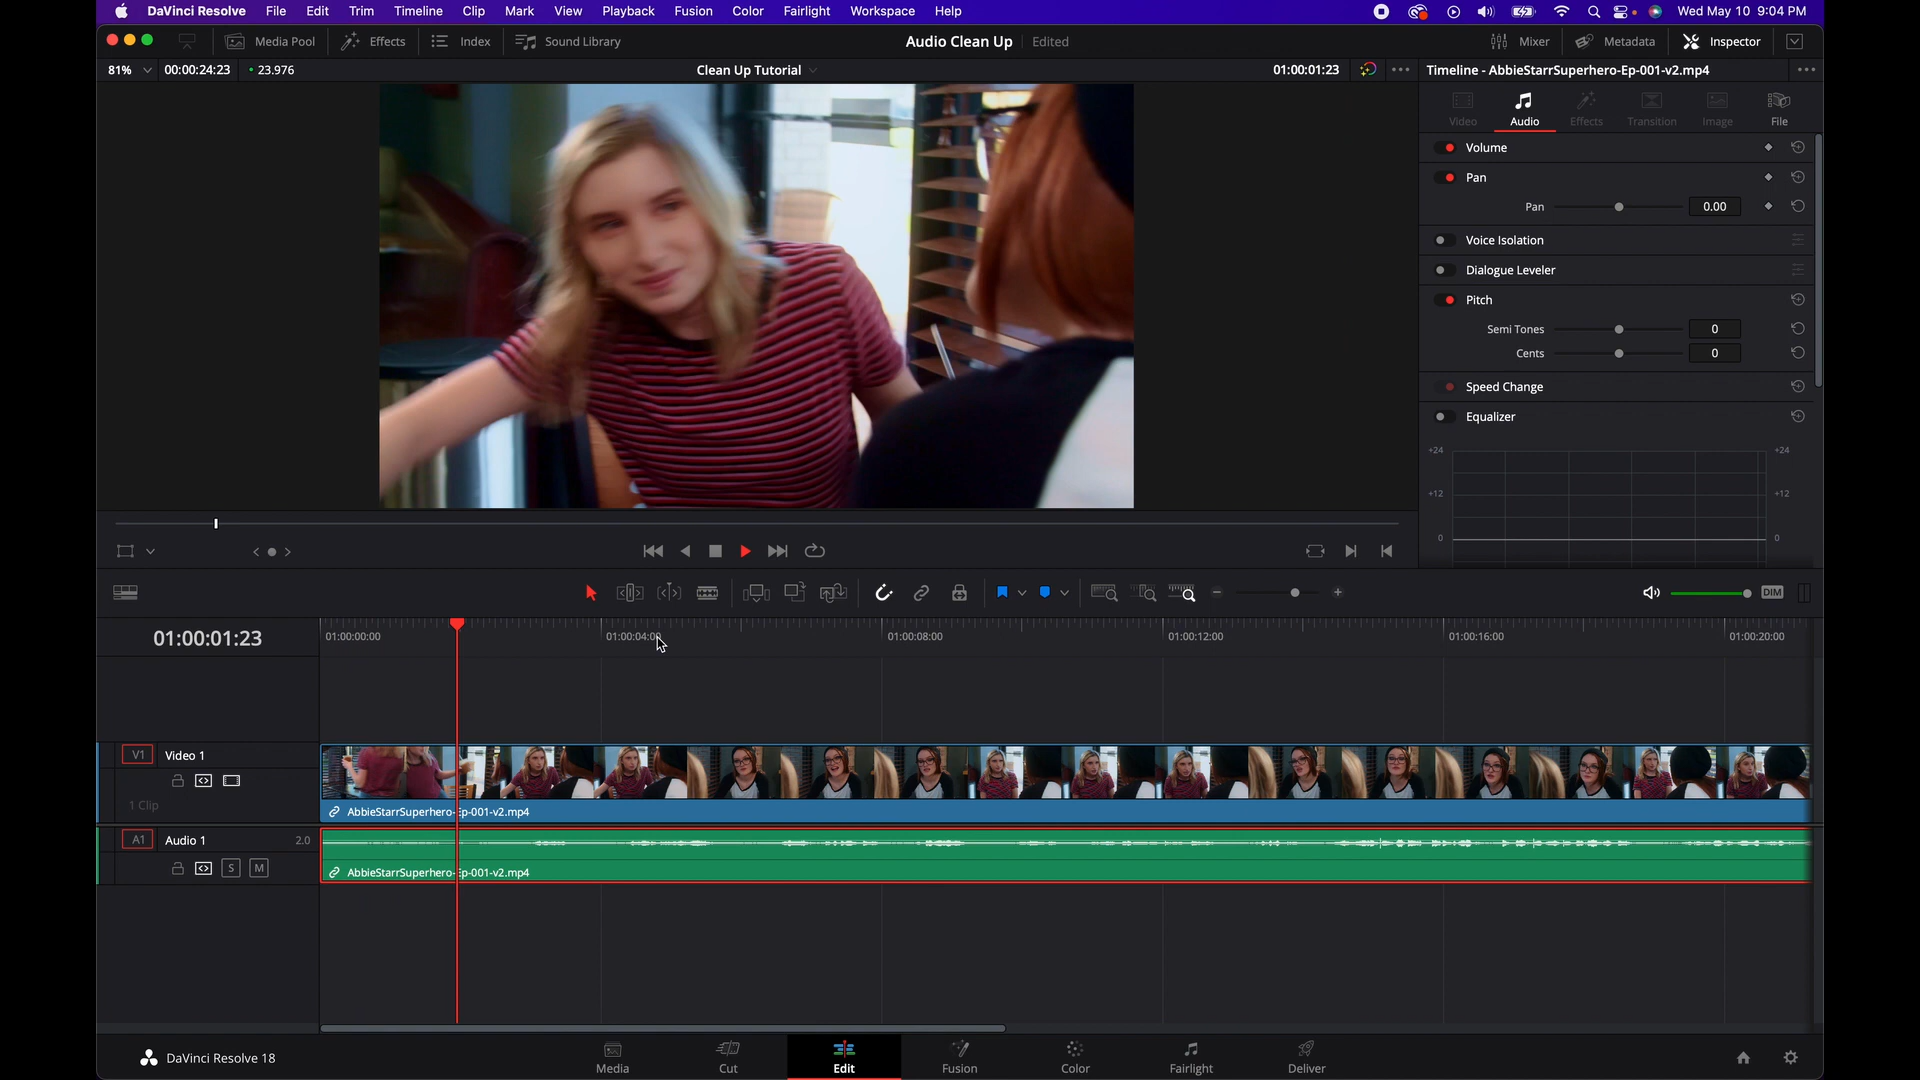 DaVinci Resolve File Edit Trim Timeline Clip Mark View Playback Fusion Color Fairlight Workspace Help Wed May 10 9:04 PM
Media Pool Effects Index Sound Library Audio Clean Up Edited Mixer Metadata Inspector
81% 00:00:24:23 23.976 Clean Up Tutorial 01:00:01:23 Timeline - AbbieStarrSuperhero-Ep-001-v2.mp4
Video Audio Effects Transition Image File
Volume
Pan
Pan 0.00
Voice Isolation
Dialogue Leveler
Pitch
Semi Tones 0
Cents 0
Speed Change
Equalizer
+24 +24
+12 +12
0 0
DIM
01:00:01:23 01:00:00:00 01:00:04:00 01:00:08:00 01:00:12:00 01:00:16:00 01:00:20:00
V1 Video 1
1 Clip
AbbieStarrSuperhero-Ep-001-v2.mp4
A1 Audio 1 2.0
S M
AbbieStarrSuperhero-Ep-001-v2.mp4
DaVinci Resolve 18 Media Cut Edit Fusion Color Fairlight Deliver